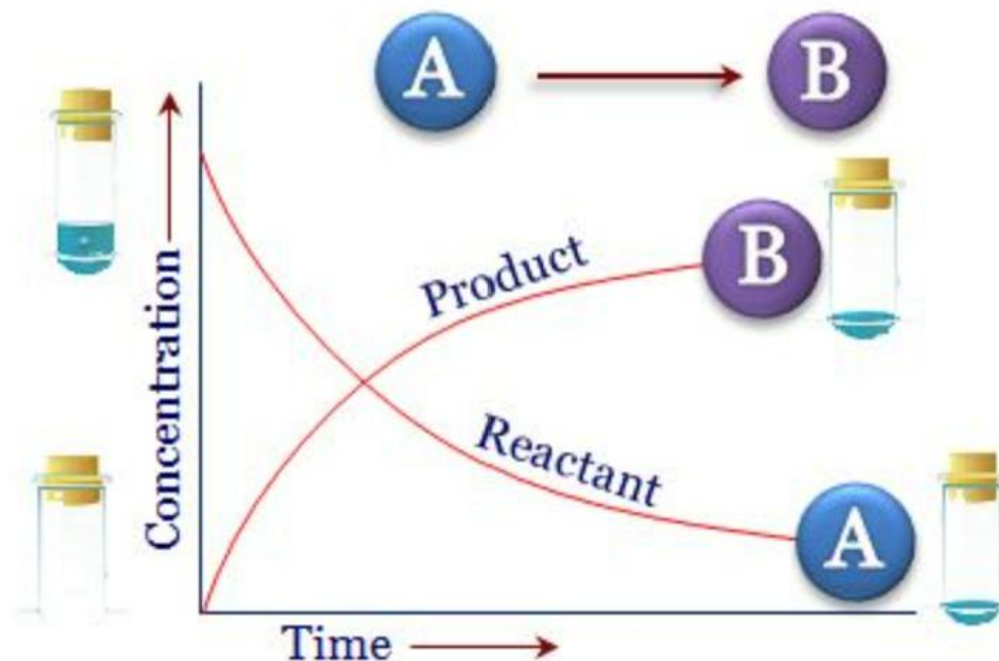 A
B
B
Product
Concentration
Reactant
A
Time